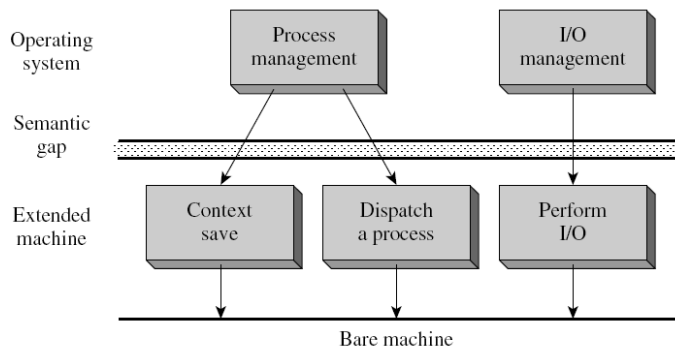 Operating
system
Process
management
I/O
management
Semantic
gap
Extended
machine
Context
save
Dispatch
a process
Perform
I/O
Bare machine